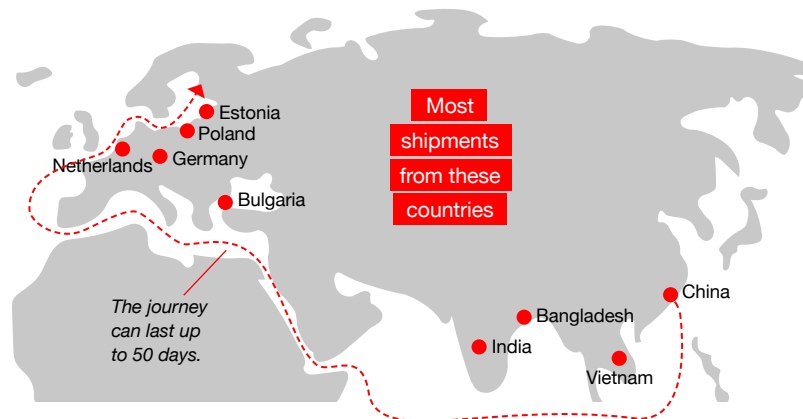 Most
shipments
from these
countries
Estonia
Poland
Netherlands
Germany
Bulgaria
The journey
can last up
to 50 days.
China
Bangladesh
India
Vietnam